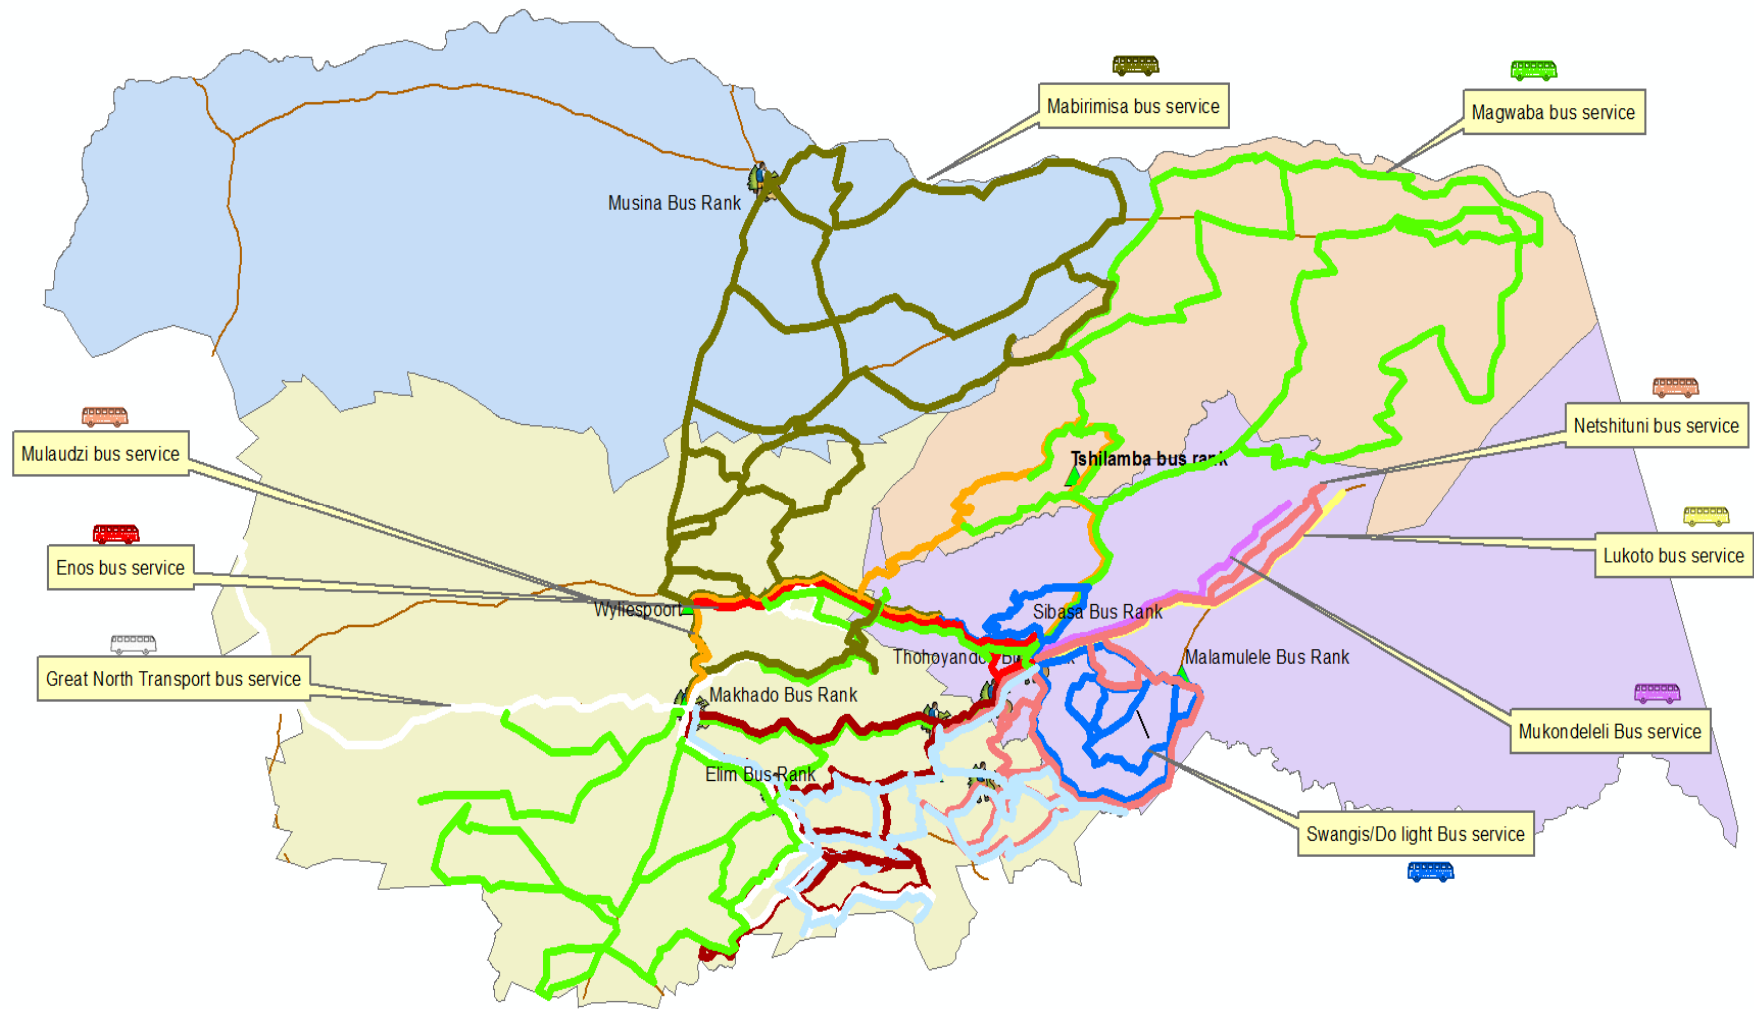 Mabirimisa bus service
Magwaba bus service
Musina Bus Rank
Netshituni bus service
Mulaudzi bus service
Tshilamba bus rank
Lukoto bus service
Enos bus service
Wyliespoort
Sibasa Bus Rank
Thohoyandou Bus Rank
Malamulele Bus Rank
Great North Transport bus service
Makhado Bus Rank
Mukondeleli Bus service
Elim Bus Rank
Swangis/Do light Bus service